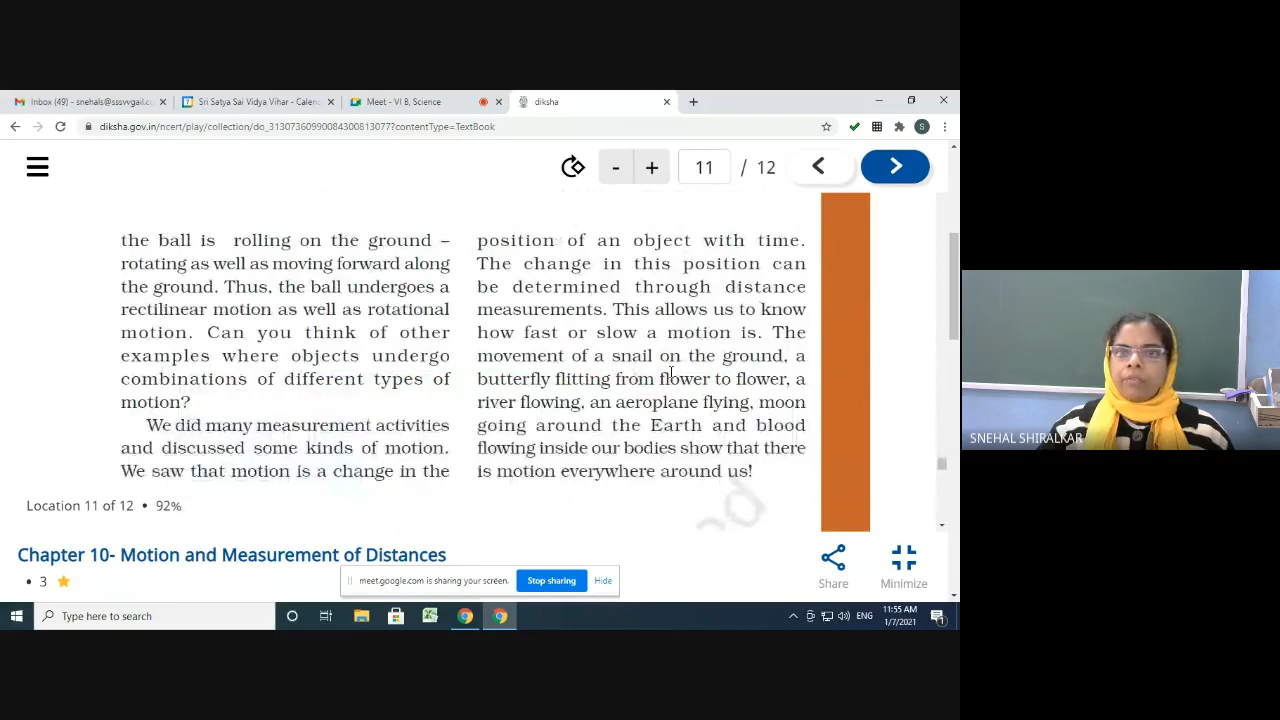 Inbox (49) - snehals@sssvvgail.cc
Sri Satya Sai Vidya Vihar - Calen
Meet - VI B, Science
diksha
diksha.gov.in/ncert/play/collection/do_31307360990084300813077?contentType=TextBook
S
- + 11 / 12
the ball is rolling on the ground –
rotating as well as moving forward along
the ground. Thus, the ball undergoes a
rectilinear motion as well as rotational
motion. Can you think of other
examples where objects undergo
combinations of different types of
motion?
We did many measurement activities
and discussed some kinds of motion.
We saw that motion is a change in the
position of an object with time.
The change in this position can
be determined through distance
measurements. This allows us to know
how fast or slow a motion is. The
movement of a snail on the ground, a
butterfly flitting from flower to flower, a
river flowing, an aeroplane flying, moon
going around the Earth and blood
flowing inside our bodies show that there
is motion everywhere around us!
Location 11 of 12 • 92%
Chapter 10- Motion and Measurement of Distances
• 3
Share
Minimize
meet.google.com is sharing your screen.
Stop sharing
Hide
Type here to search
ENG
11:55 AM
1/7/2021
1
SNEHAL SHIRALKAR